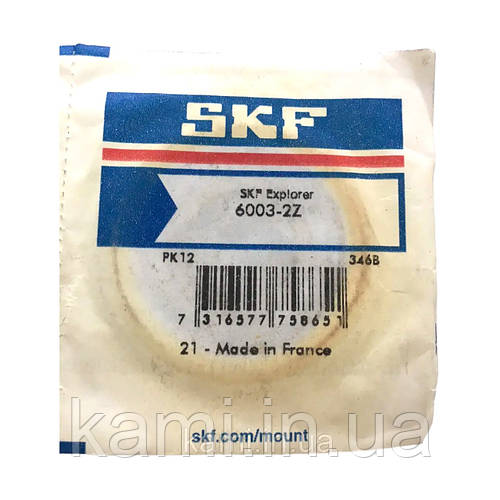 SKF
SKF Explorer
6003-2Z
PK12 346B
7 316577 758651
21 - Made in France
kami.in.ua
skf.com/mount